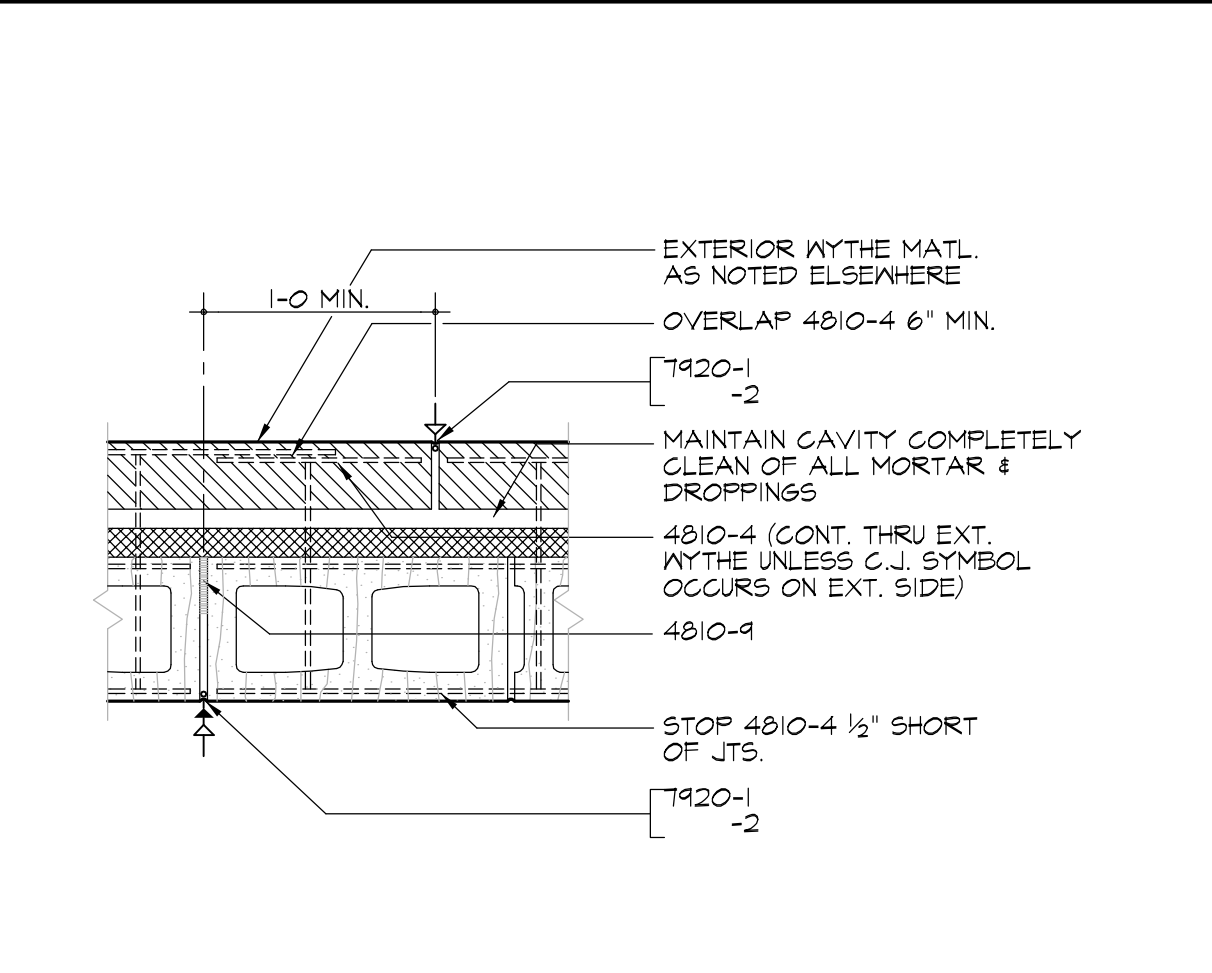 EXTERIOR WYTHE MATL.
AS NOTED ELSEWHERE
1-0 MIN.
OVERLAP 4810-4 6" MIN.
7920-1
-2
MAINTAIN CAVITY COMPLETELY
CLEAN OF ALL MORTAR &
DROPPINGS
4810-4 (CONT. THRU EXT.
WYTHE UNLESS C.J. SYMBOL
OCCURS ON EXT. SIDE)
4810-9
STOP 4810-4 ½" SHORT
OF JTS.
7920-1
-2